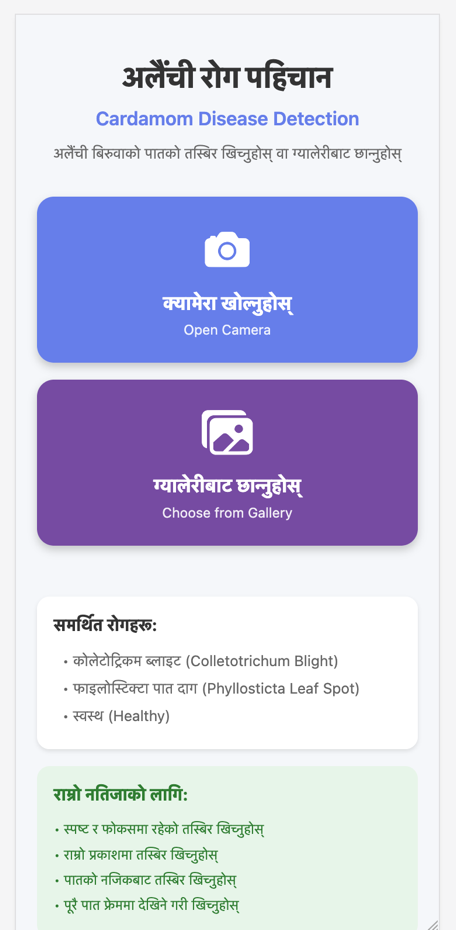 अलैंची रोग पहिचान
Cardamom Disease Detection
अलैंची बिरुवाको पातको तस्बिर खिच्नुहोस् वा ग्यालेरीबाट छान्नुहोस्
क्यामेरा खोल्नुहोस्
Open Camera
ग्यालेरीबाट छान्नुहोस्
Choose from Gallery
समर्थित रोगहरू:
• कोलेटोट्रिकम ब्लाइट (Colletotrichum Blight)
• फाइलोस्टिक्टा पात दाग (Phyllosticta Leaf Spot)
• स्वस्थ (Healthy)
राम्रो नतिजाको लागि:
• स्पष्ट र फोकसमा रहेको तस्बिर खिच्नुहोस्
• राम्रो प्रकाशमा तस्बिर खिच्नुहोस्
• पातको नजिकबाट तस्बिर खिच्नुहोस्
• पूरै पात फ्रेममा देखिने गरी खिच्नुहोस्